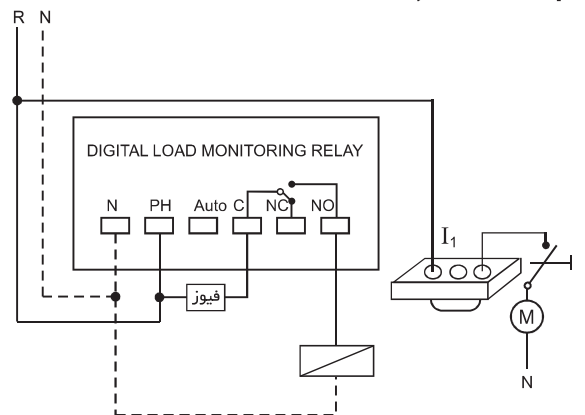 R N
DIGITAL LOAD MONITORING RELAY
N PH Auto C NC NO
I₁
فیوز
M
N